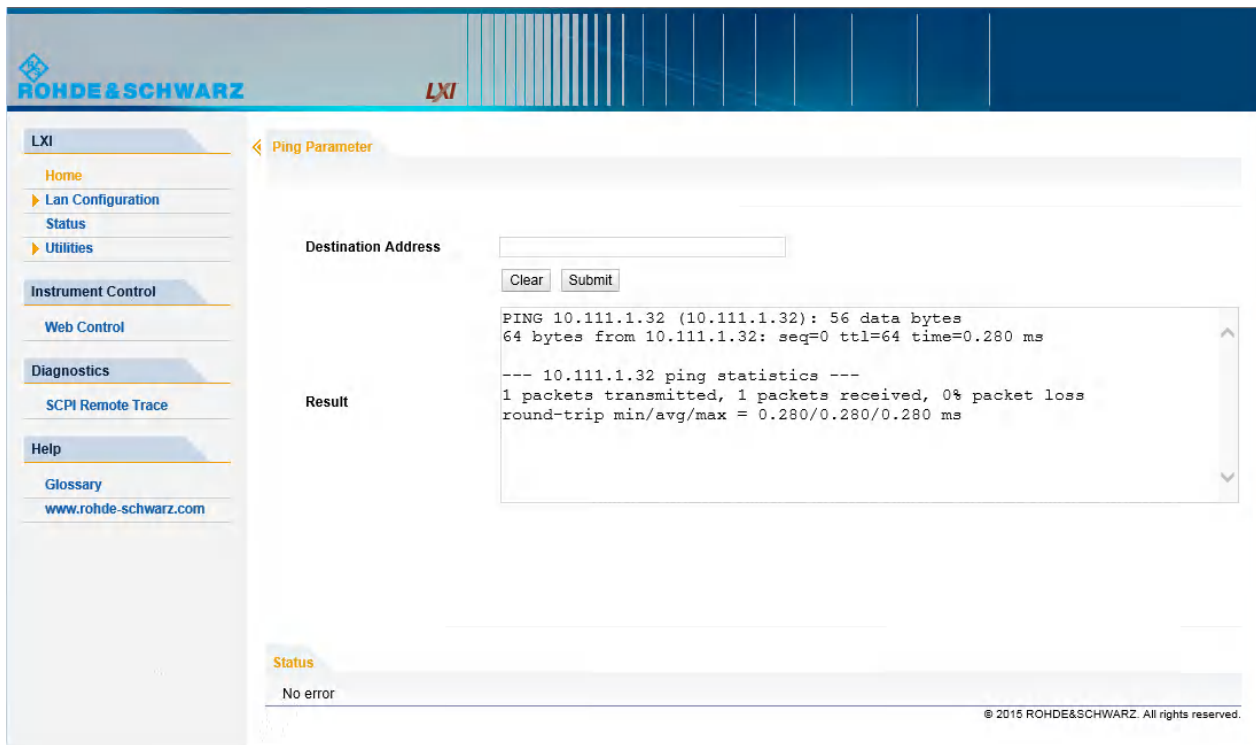 ROHDE&SCHWARZ
LXI
LXI
Home
Lan Configuration
Status
Utilities
Instrument Control
Web Control
Diagnostics
SCPI Remote Trace
Help
Glossary
www.rohde-schwarz.com
Ping Parameter
Destination Address
Clear Submit
Result
PING 10.111.1.32 (10.111.1.32): 56 data bytes
64 bytes from 10.111.1.32: seq=0 ttl=64 time=0.280 ms
--- 10.111.1.32 ping statistics ---
1 packets transmitted, 1 packets received, 0% packet loss
round-trip min/avg/max = 0.280/0.280/0.280 ms
Status
No error
© 2015 ROHDE&SCHWARZ. All rights reserved.